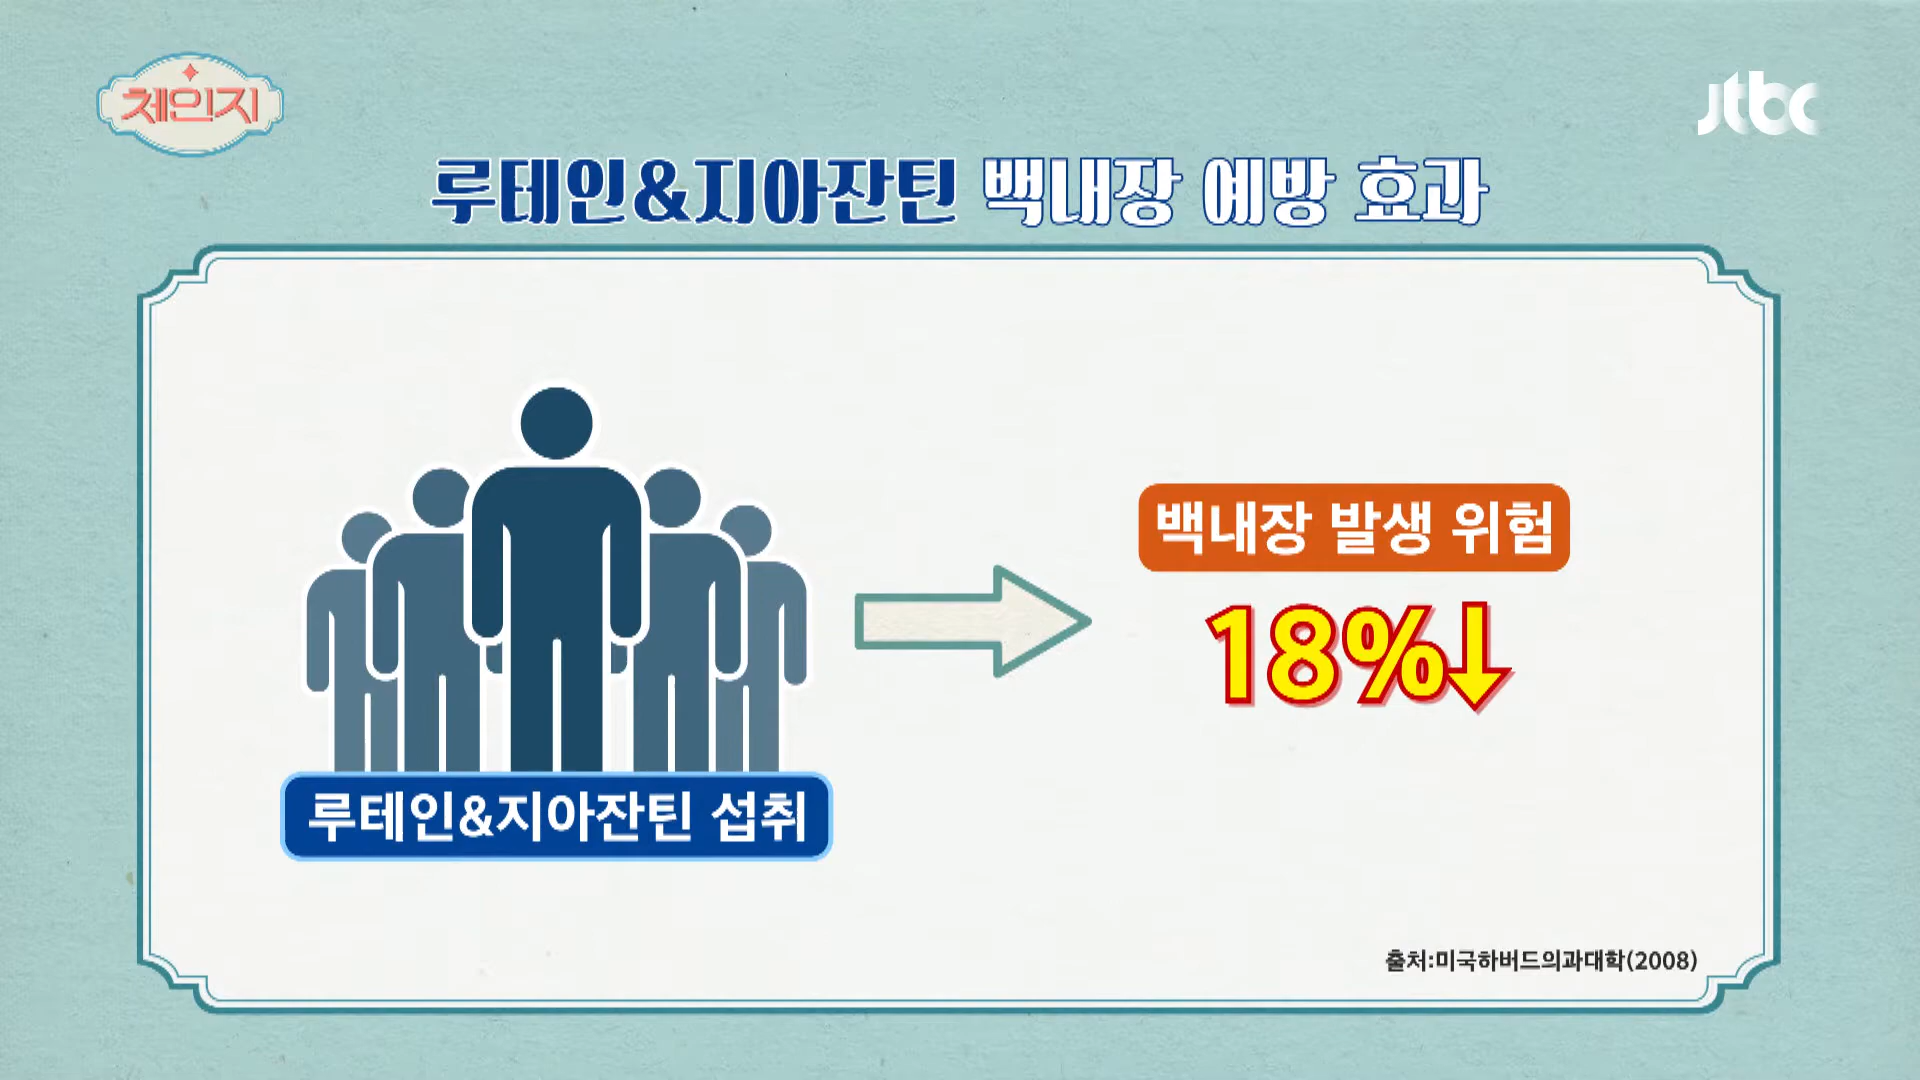 체인지
jtbc
루테인&지아잔틴 백내장 예방 효과
백내장 발생 위험
18%↓
루테인&지아잔틴 섭취
출처:미국하버드의과대학(2008)